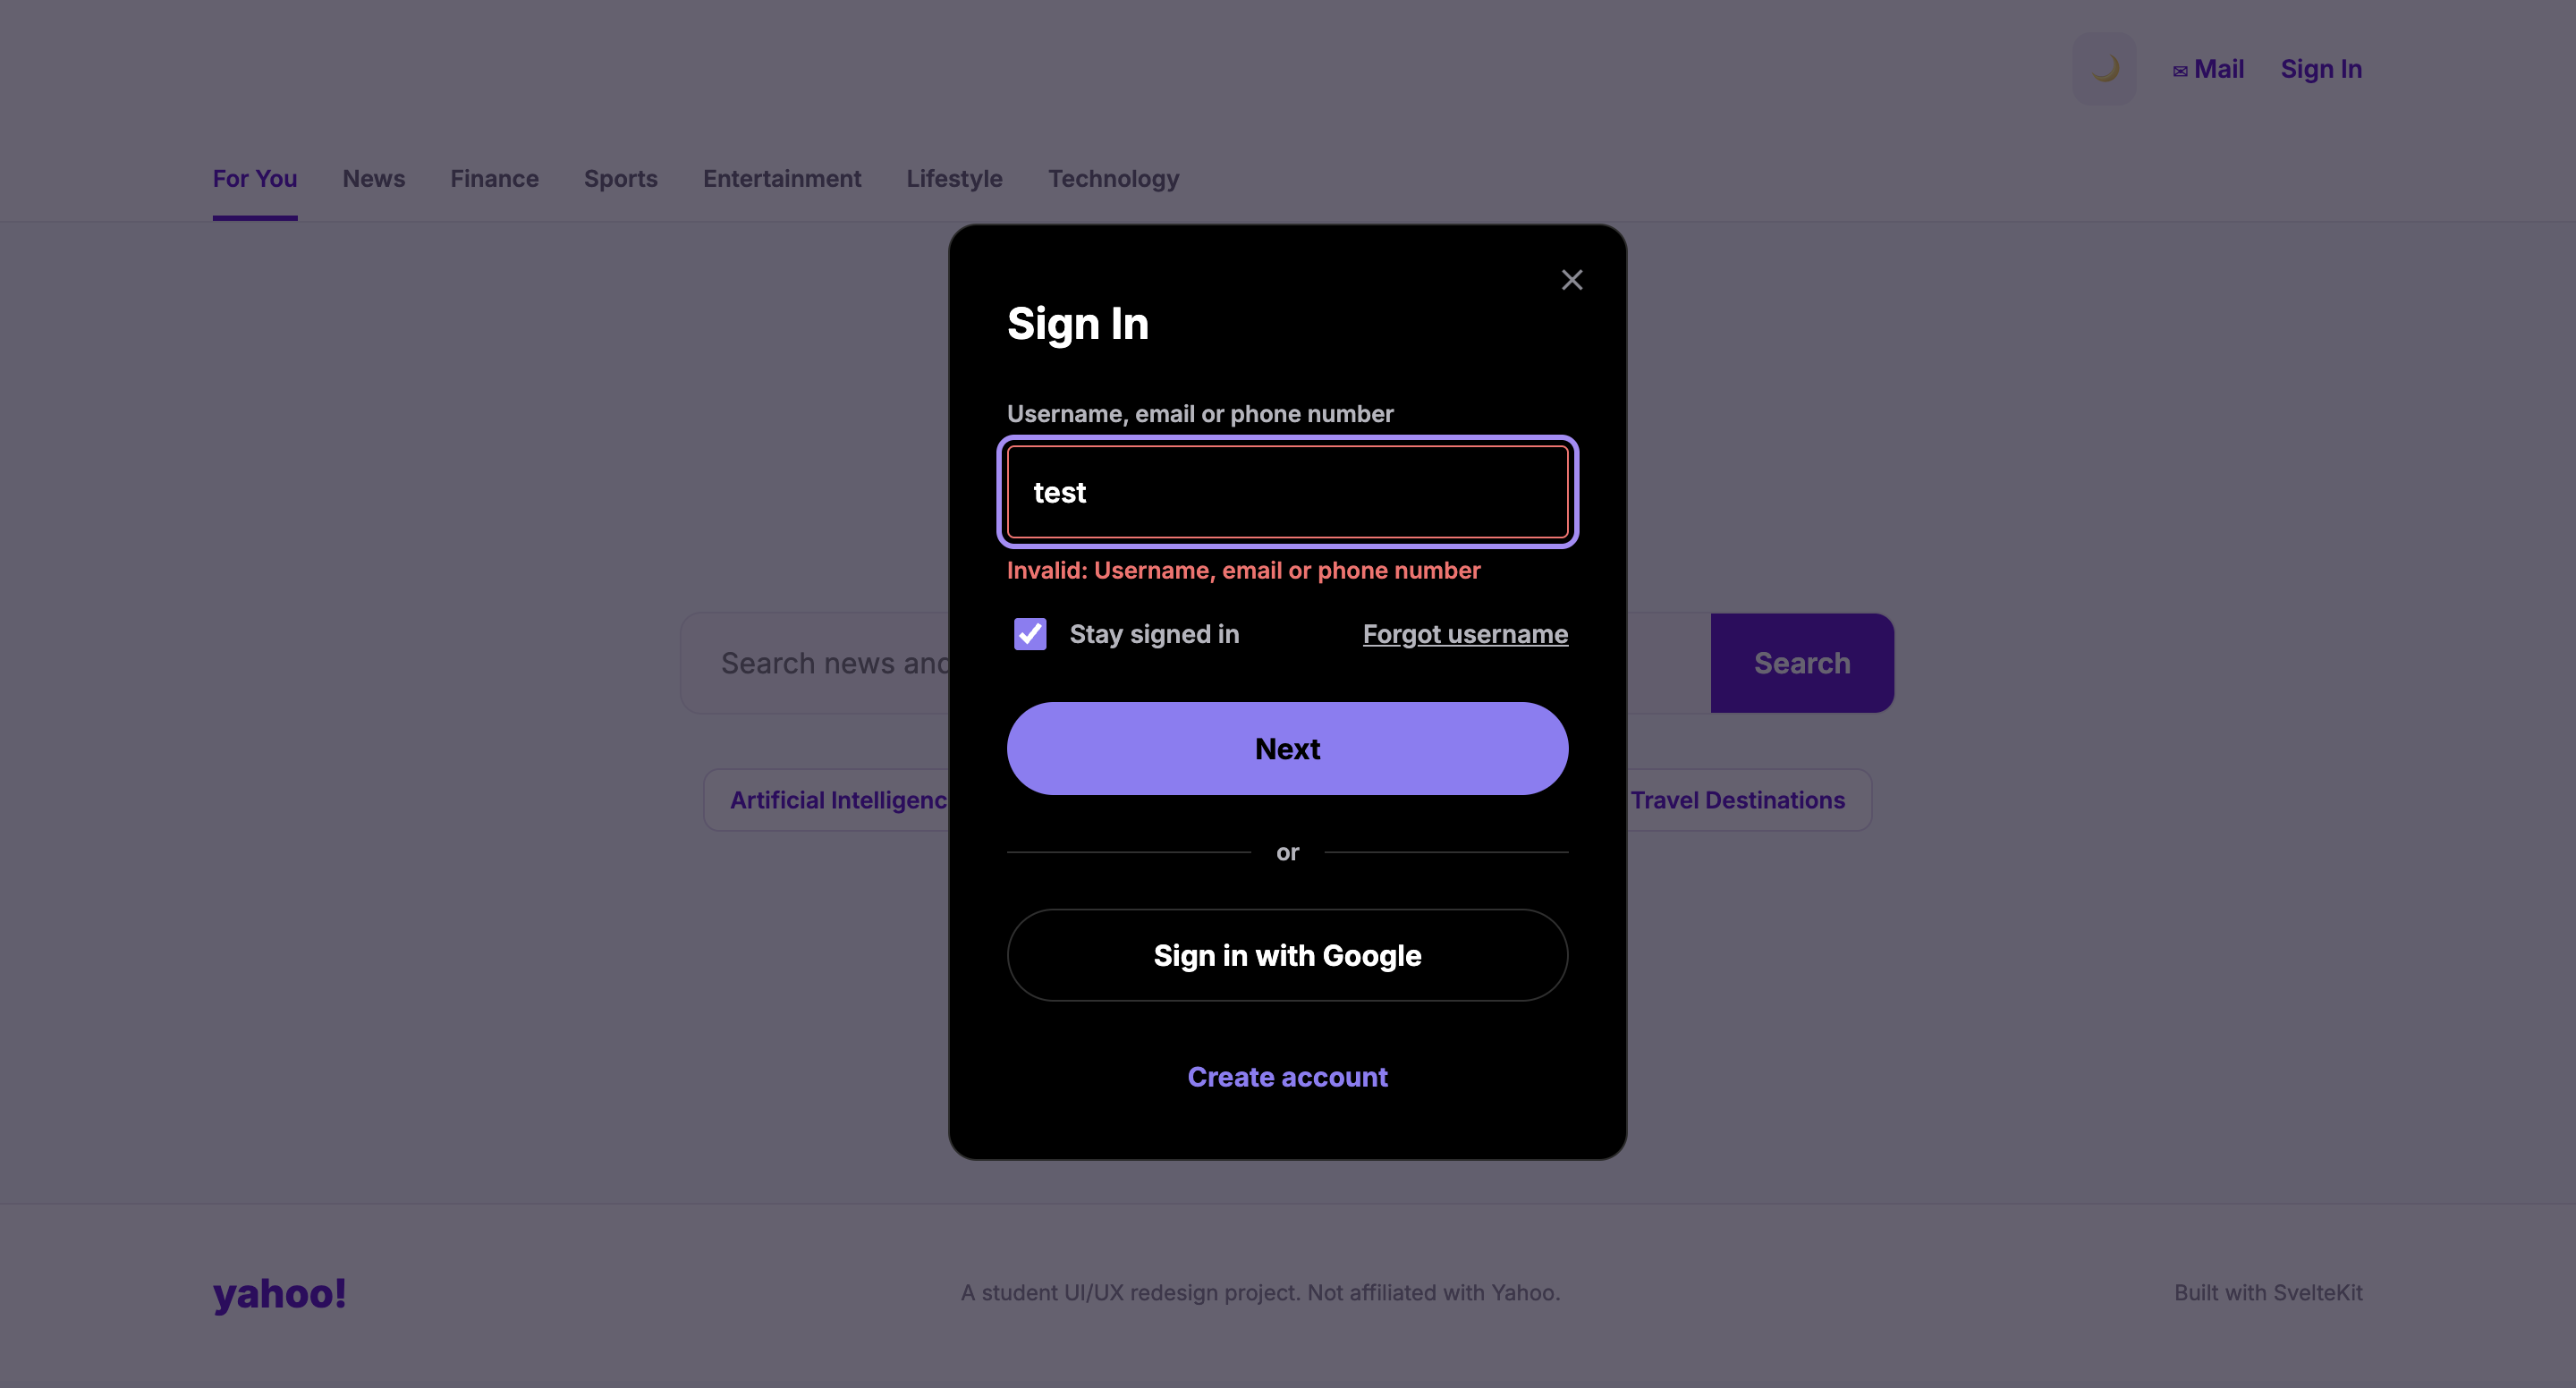 ✉ Mail Sign In
For You News Finance Sports Entertainment Lifestyle Technology
Sign In
Username, email or phone number
test
Invalid: Username, email or phone number
Stay signed in Forgot username
Search news and Search
Next
Artificial Intelligenc Travel Destinations
or
Sign in with Google
Create account
yahoo! A student UI/UX redesign project. Not affiliated with Yahoo. Built with SvelteKit